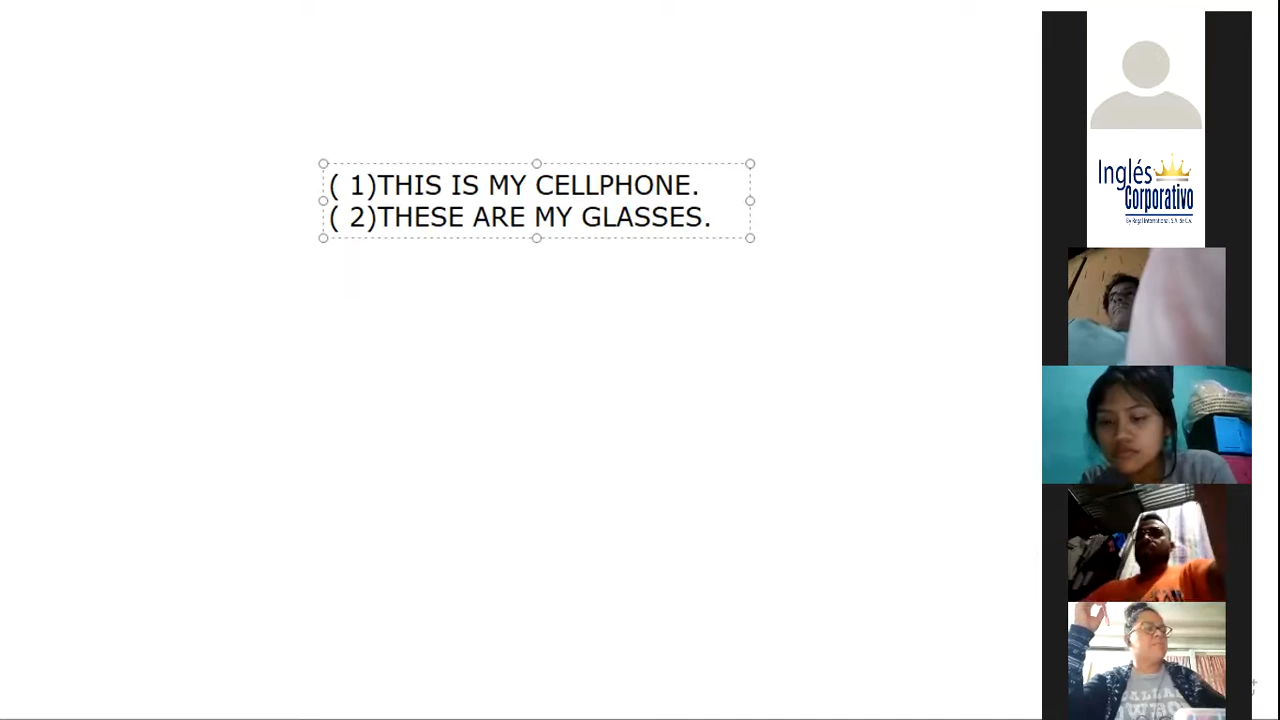 ( 1)THIS IS MY CELLPHONE.
( 2)THESE ARE MY GLASSES.
Inglés
Corporativo